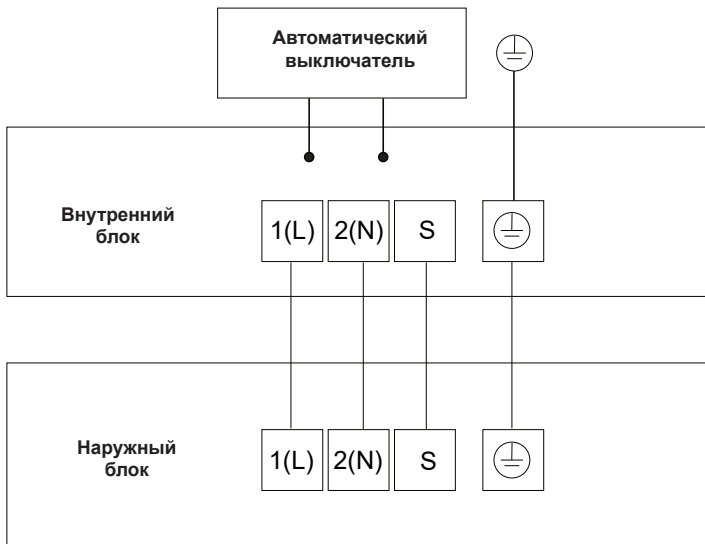 Автоматический
выключатель
Внутренний
блок
1(L) 2(N) S
Наружный
блок
1(L) 2(N) S